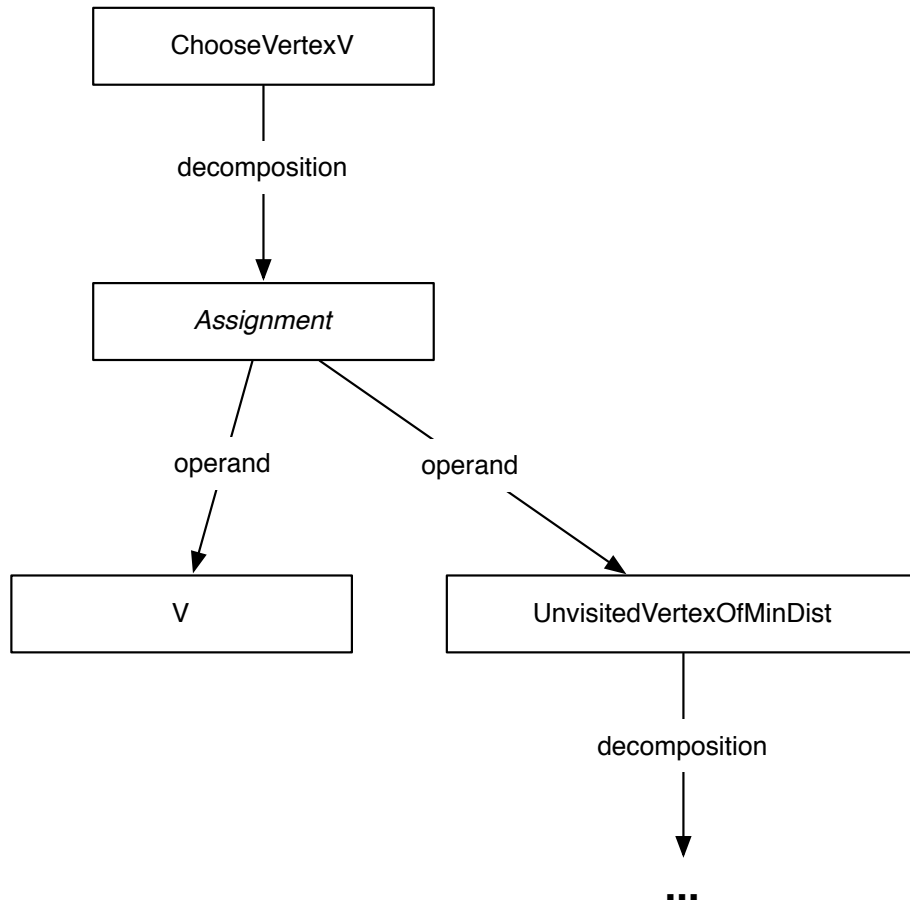 ChooseVertexV
decomposition
Assignment
operand
operand
V
UnvisitedVertexOfMinDist
decomposition
...